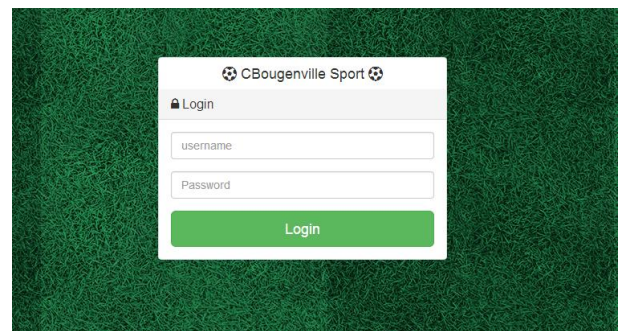 ⚽ CBougenville Sport ⚽
🔒 Login
username
Password
Login